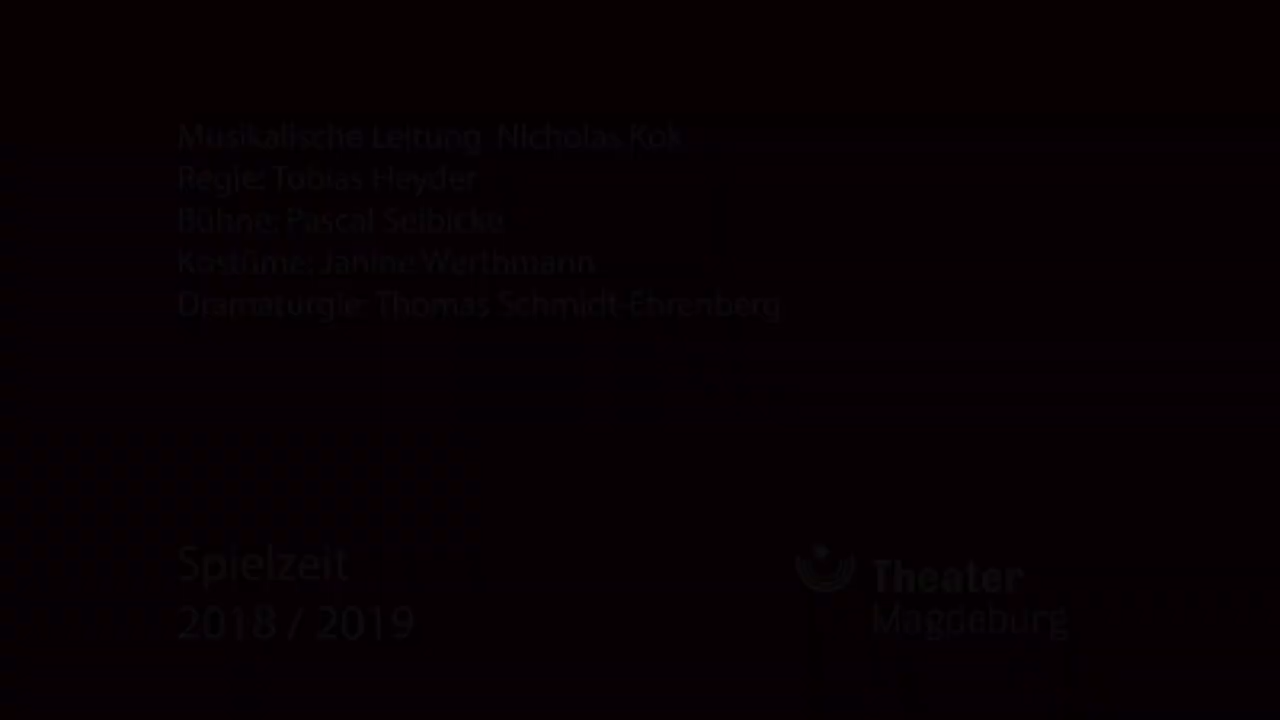 Musikalische Leitung: Nicholas Kok
Regie: Tobias Heyder
Bühne: Pascal Seibicke
Kostüme: Janine Werthmann
Dramaturgie: Thomas Schmidt-Ehrenberg
Spielzeit
2018 / 2019
Theater
Magdeburg